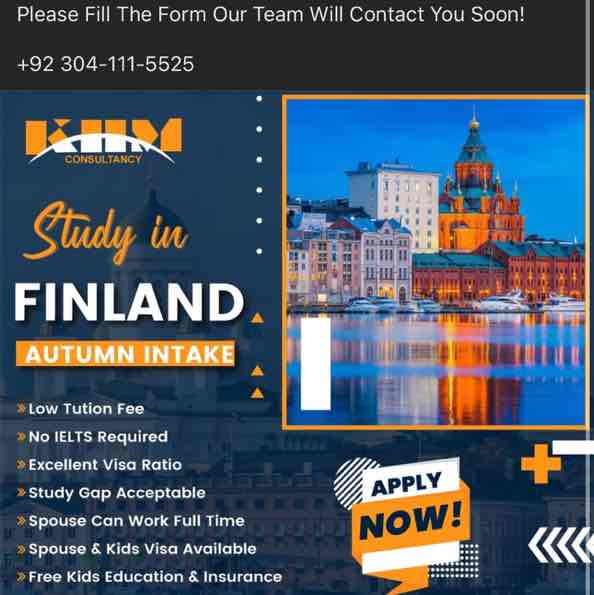 Please Fill The Form Our Team Will Contact You Soon!
+92 304-111-5525
KHM
CONSULTANCY
Study in
FINLAND
AUTUMN INTAKE
Low Tution Fee
No IELTS Required
Excellent Visa Ratio
Study Gap Acceptable
Spouse Can Work Full Time
Spouse & Kids Visa Available
Free Kids Education & Insurance
APPLY
NOW!